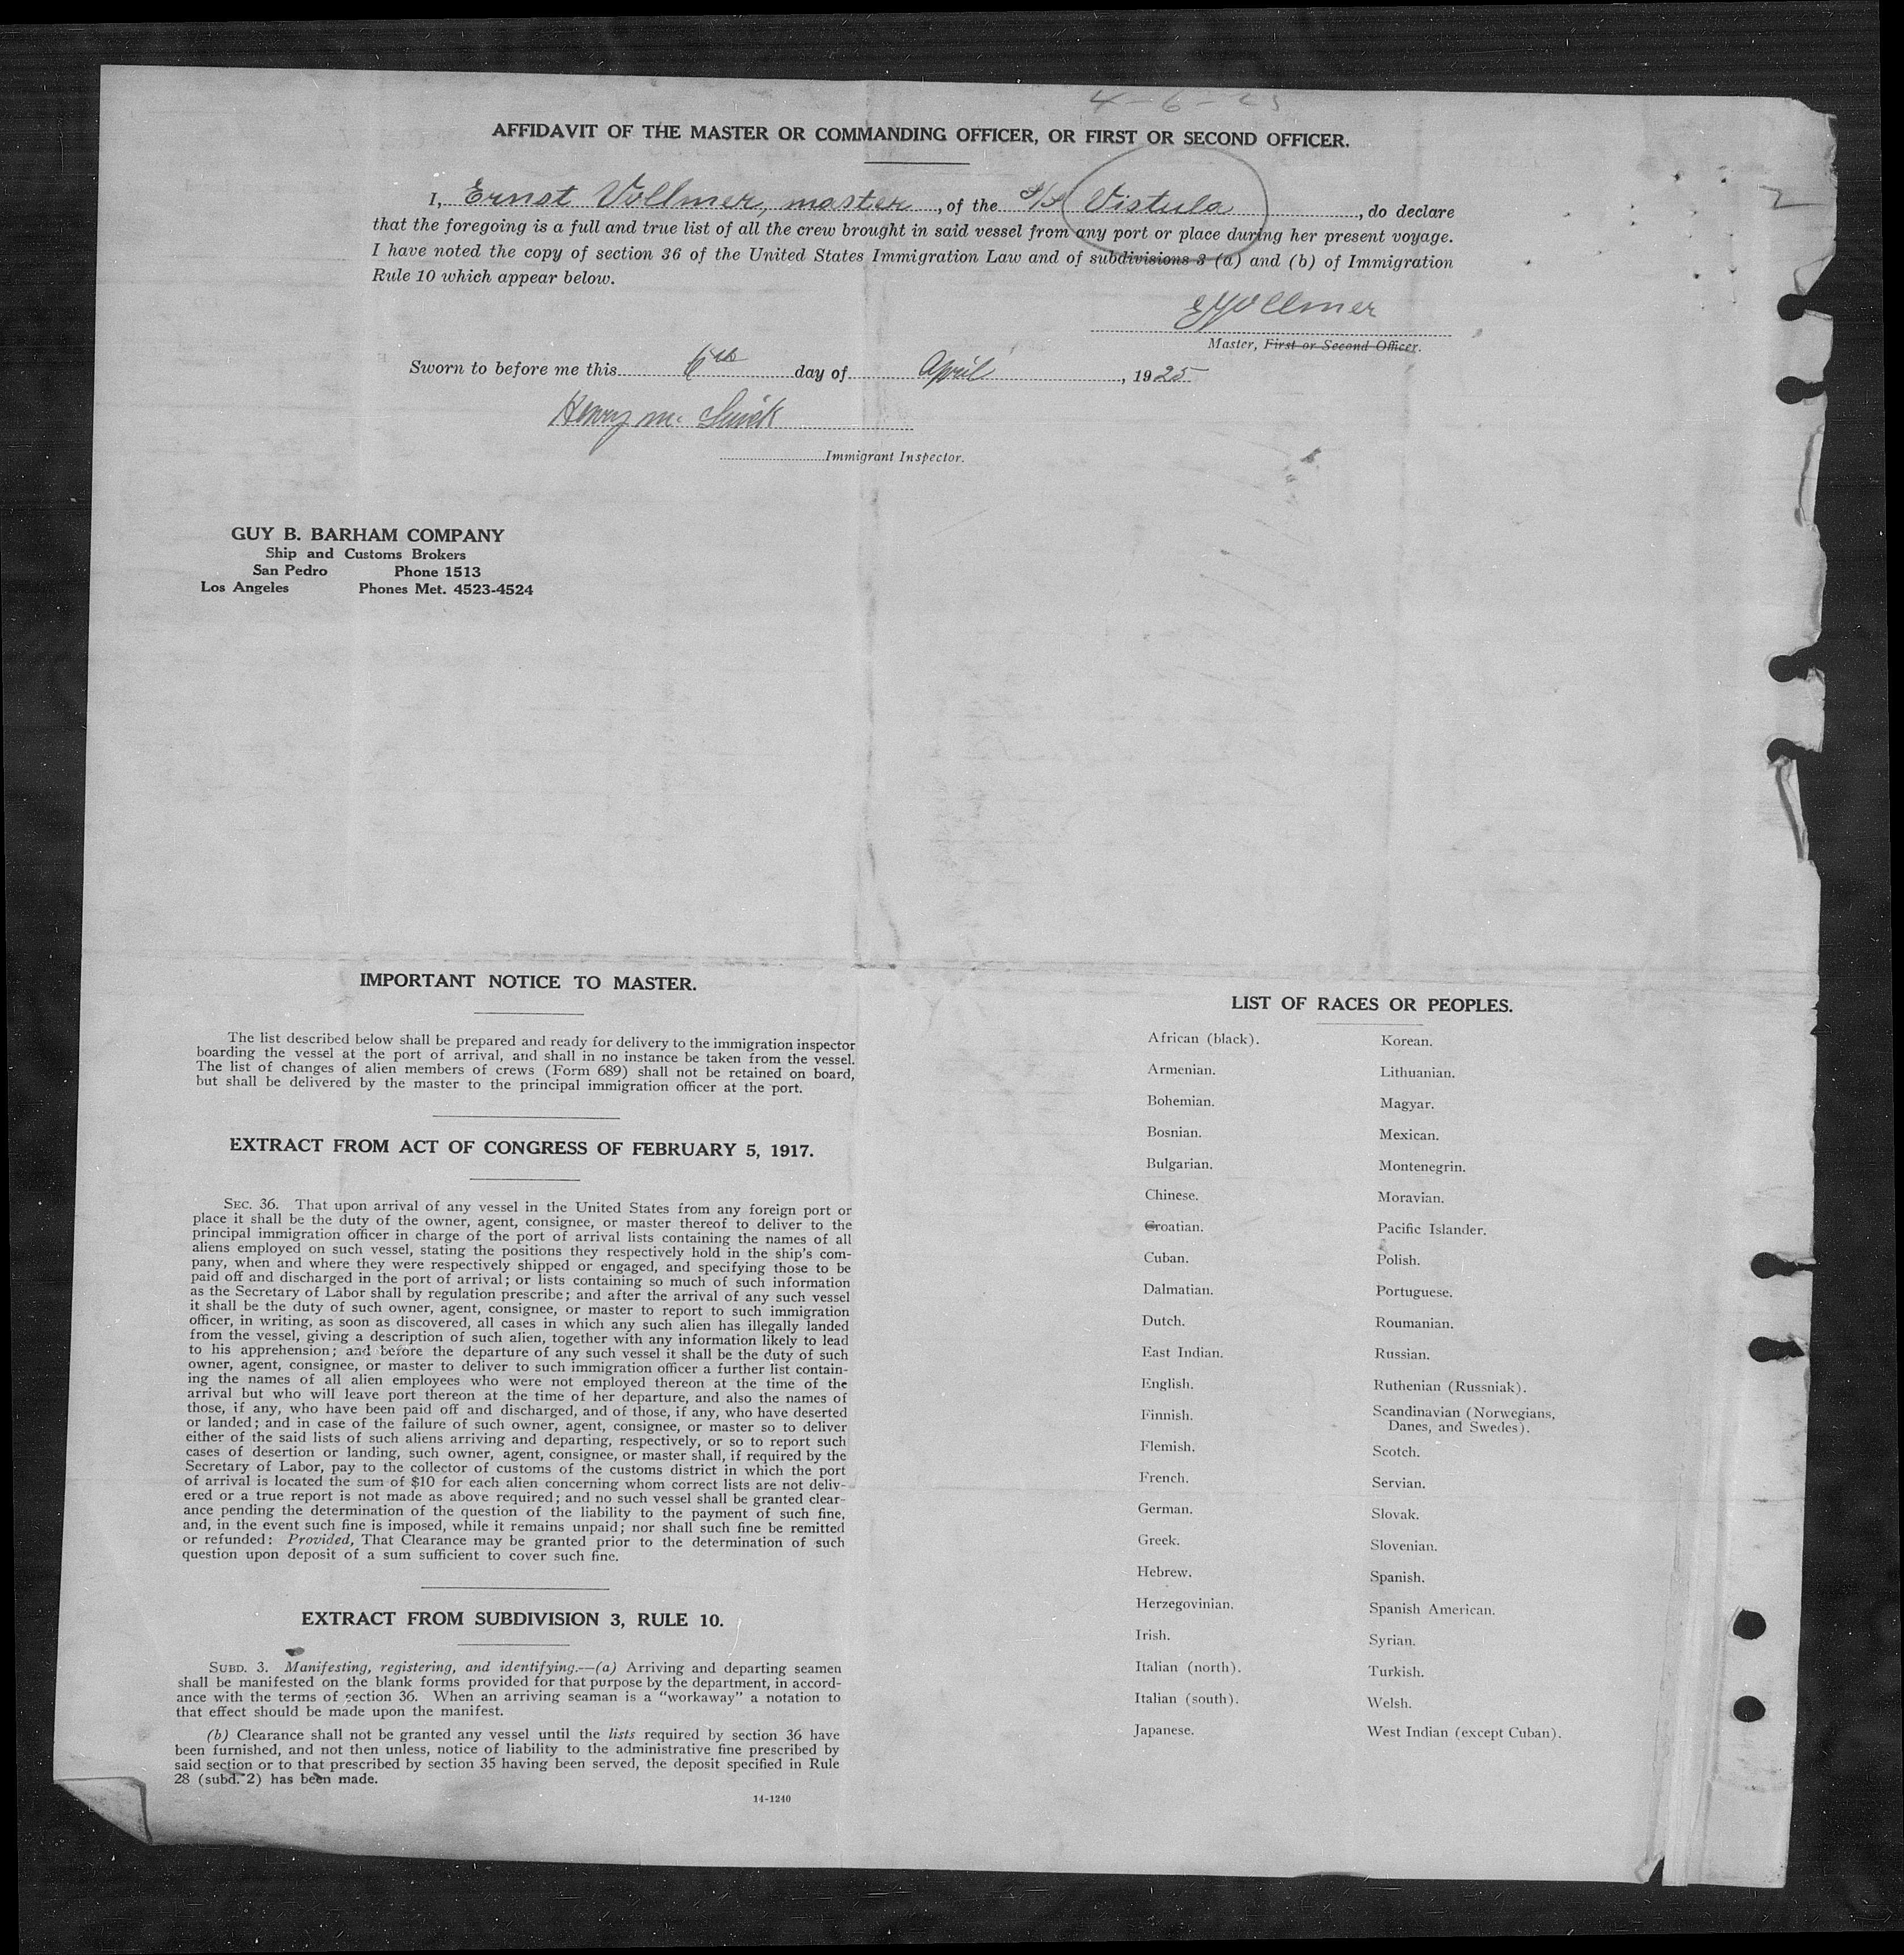 4-6-25
AFFIDAVIT OF THE MASTER OR COMMANDING OFFICER, OR FIRST OR SECOND OFFICER.
I, Ernst Vollmer, master, of the S/S Vistula, do declare
2
that the foregoing is a full and true list of all the crew brought in said vessel from any port or place during her present voyage.
I have noted the copy of section 36 of the United States Immigration Law and of subdivisions 3 (a) and (b) of Immigration
Rule 10 which appear below.
E Vollmer
Master, First or Second Officer.
Sworn to before me this 6th day of April, 1925
Henry Mc
Immigrant Inspector.
GUY B. BARHAM COMPANY
Ship and Customs Brokers
San Pedro Phone 1513
Los Angeles Phones Met. 4523-4524
IMPORTANT NOTICE TO MASTER.
The list described below shall be prepared and ready for delivery to the immigration inspector
boarding the vessel at the port of arrival, and shall in no instance be taken from the vessel.
The list of changes of alien members of crews (Form 689) shall not be retained on board,
but shall be delivered by the master to the principal immigration officer at the port.
EXTRACT FROM ACT OF CONGRESS OF FEBRUARY 5, 1917.
SEC. 36. That upon arrival of any vessel in the United States from any foreign port or
place it shall be the duty of the owner, agent, consignee, or master thereof to deliver to the
principal immigration officer in charge of the port of arrival lists containing the names of all
aliens employed on such vessel, stating the positions they respectively hold in the ship's com-
pany, when and where they were respectively shipped or engaged, and specifying those to be
paid off and discharged in the port of arrival; or lists containing so much of such information
as the Secretary of Labor shall by regulation prescribe; and after the arrival of any such vessel
it shall be the duty of such owner, agent, consignee, or master to report to such immigration
officer, in writing, as soon as discovered, all cases in which any such alien has illegally landed
from the vessel, giving a description of such alien, together with any information likely to lead
to his apprehension; and before the departure of any such vessel it shall be the duty of such
owner, agent, consignee, or master to deliver to such immigration officer a further list contain-
ing the names of all alien employees who were not employed thereon at the time of the
arrival but who will leave port thereon at the time of her departure, and also the names of
those, if any, who have been paid off and discharged, and of those, if any, who have deserted
or landed; and in case of the failure of such owner, agent, consignee, or master so to deliver
either of the said lists of such aliens arriving and departing, respectively, or so to report such
cases of desertion or landing, such owner, agent, consignee, or master shall, if required by the
Secretary of Labor, pay to the collector of customs of the customs district in which the port
of arrival is located the sum of $10 for each alien concerning whom correct lists are not deliv-
ered or a true report is not made as above required; and no such vessel shall be granted clear-
ance pending the determination of the question of the liability to the payment of such fine,
and, in the event such fine is imposed, while it remains unpaid; nor shall such fine be remitted
or refunded: Provided, That Clearance may be granted prior to the determination of such
question upon deposit of a sum sufficient to cover such fine.
EXTRACT FROM SUBDIVISION 3, RULE 10.
SUBD. 3. Manifesting, registering, and identifying.—(a) Arriving and departing seamen
shall be manifested on the blank forms provided for that purpose by the department, in accord-
ance with the terms of section 36. When an arriving seaman is a "workaway" a notation to
that effect should be made upon the manifest.
(b) Clearance shall not be granted any vessel until the lists required by section 36 have
been furnished, and not then unless, notice of liability to the administrative fine prescribed by
said section or to that prescribed by section 35 having been served, the deposit specified in Rule
28 (subd. 2) has been made.
14-1240
LIST OF RACES OR PEOPLES.
African (black).
Armenian.
Bohemian.
Bosnian.
Bulgarian.
Chinese.
Croatian.
Cuban.
Dalmatian.
Dutch.
East Indian.
English.
Finnish.
Flemish.
French.
German.
Greek.
Hebrew.
Herzegovinian.
Irish.
Italian (north).
Italian (south).
Japanese.
Korean.
Lithuanian.
Magyar.
Mexican.
Montenegrin.
Moravian.
Pacific Islander.
Polish.
Portuguese.
Roumanian.
Russian.
Ruthenian (Russniak).
Scandinavian (Norwegians,
Danes, and Swedes).
Scotch.
Servian.
Slovak.
Slovenian.
Spanish.
Spanish American.
Syrian.
Turkish.
Welsh.
West Indian (except Cuban).